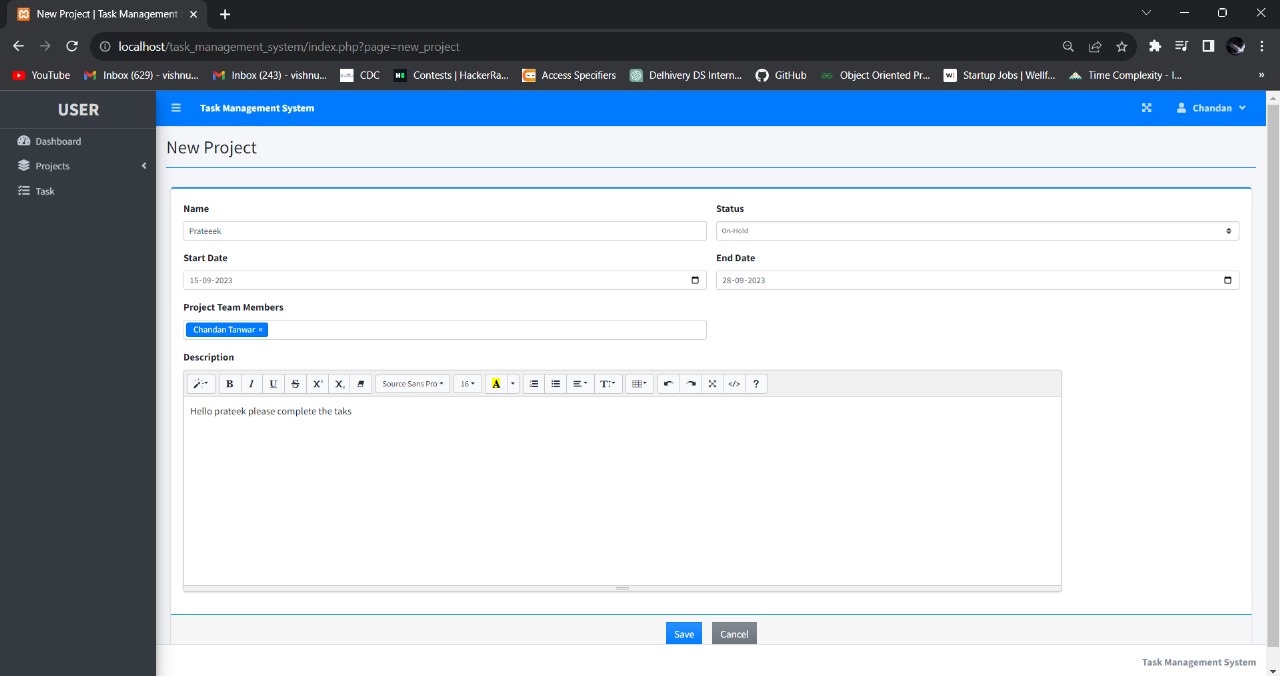 New Project | Task Management
localhost/task_management_system/index.php?page=new_project
YouTube Inbox (629) - vishnu... Inbox (243) - vishnu... CDC Contests | HackerRa... Access Specifiers Delhivery DS Intern... GitHub Object Oriented Pr... Startup Jobs | Wellf... Time Complexity - I... »
USER
Task Management System
Chandan
Dashboard
Projects
Task
New Project
Name Status
Prateeek On-Hold
Start Date End Date
15-09-2023 28-09-2023
Project Team Members
Chandan Tanwar ×
Description
B I U S X² X₂ Source Sans Pro 16 A T </> ?
Hello prateek please complete the taks
Save Cancel
Task Management System